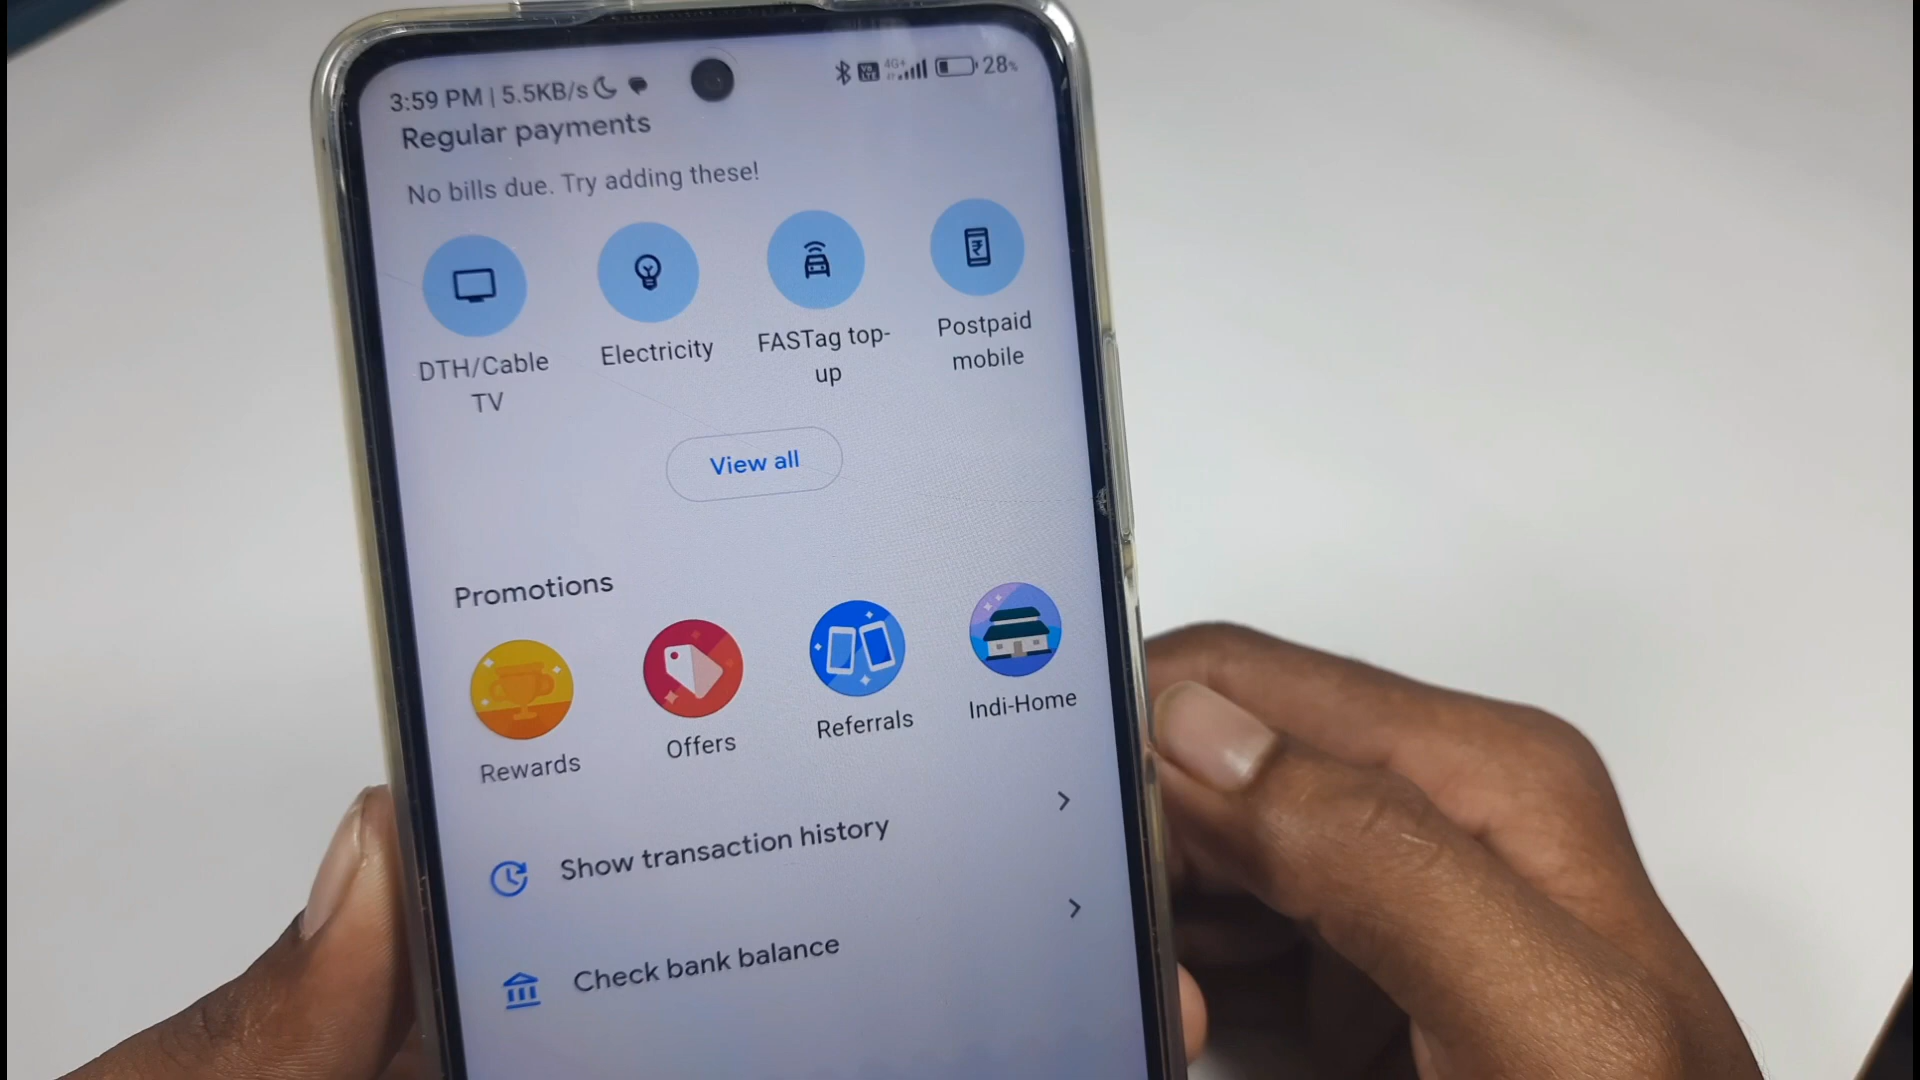 3:59 PM | 5.5KB/s 4G+ 28%
Regular payments
No bills due. Try adding these!
DTH/Cable TV
Electricity
FASTag top-up
Postpaid mobile
View all
Promotions
Rewards
Offers
Referrals
Indi-Home
Show transaction history
Check bank balance